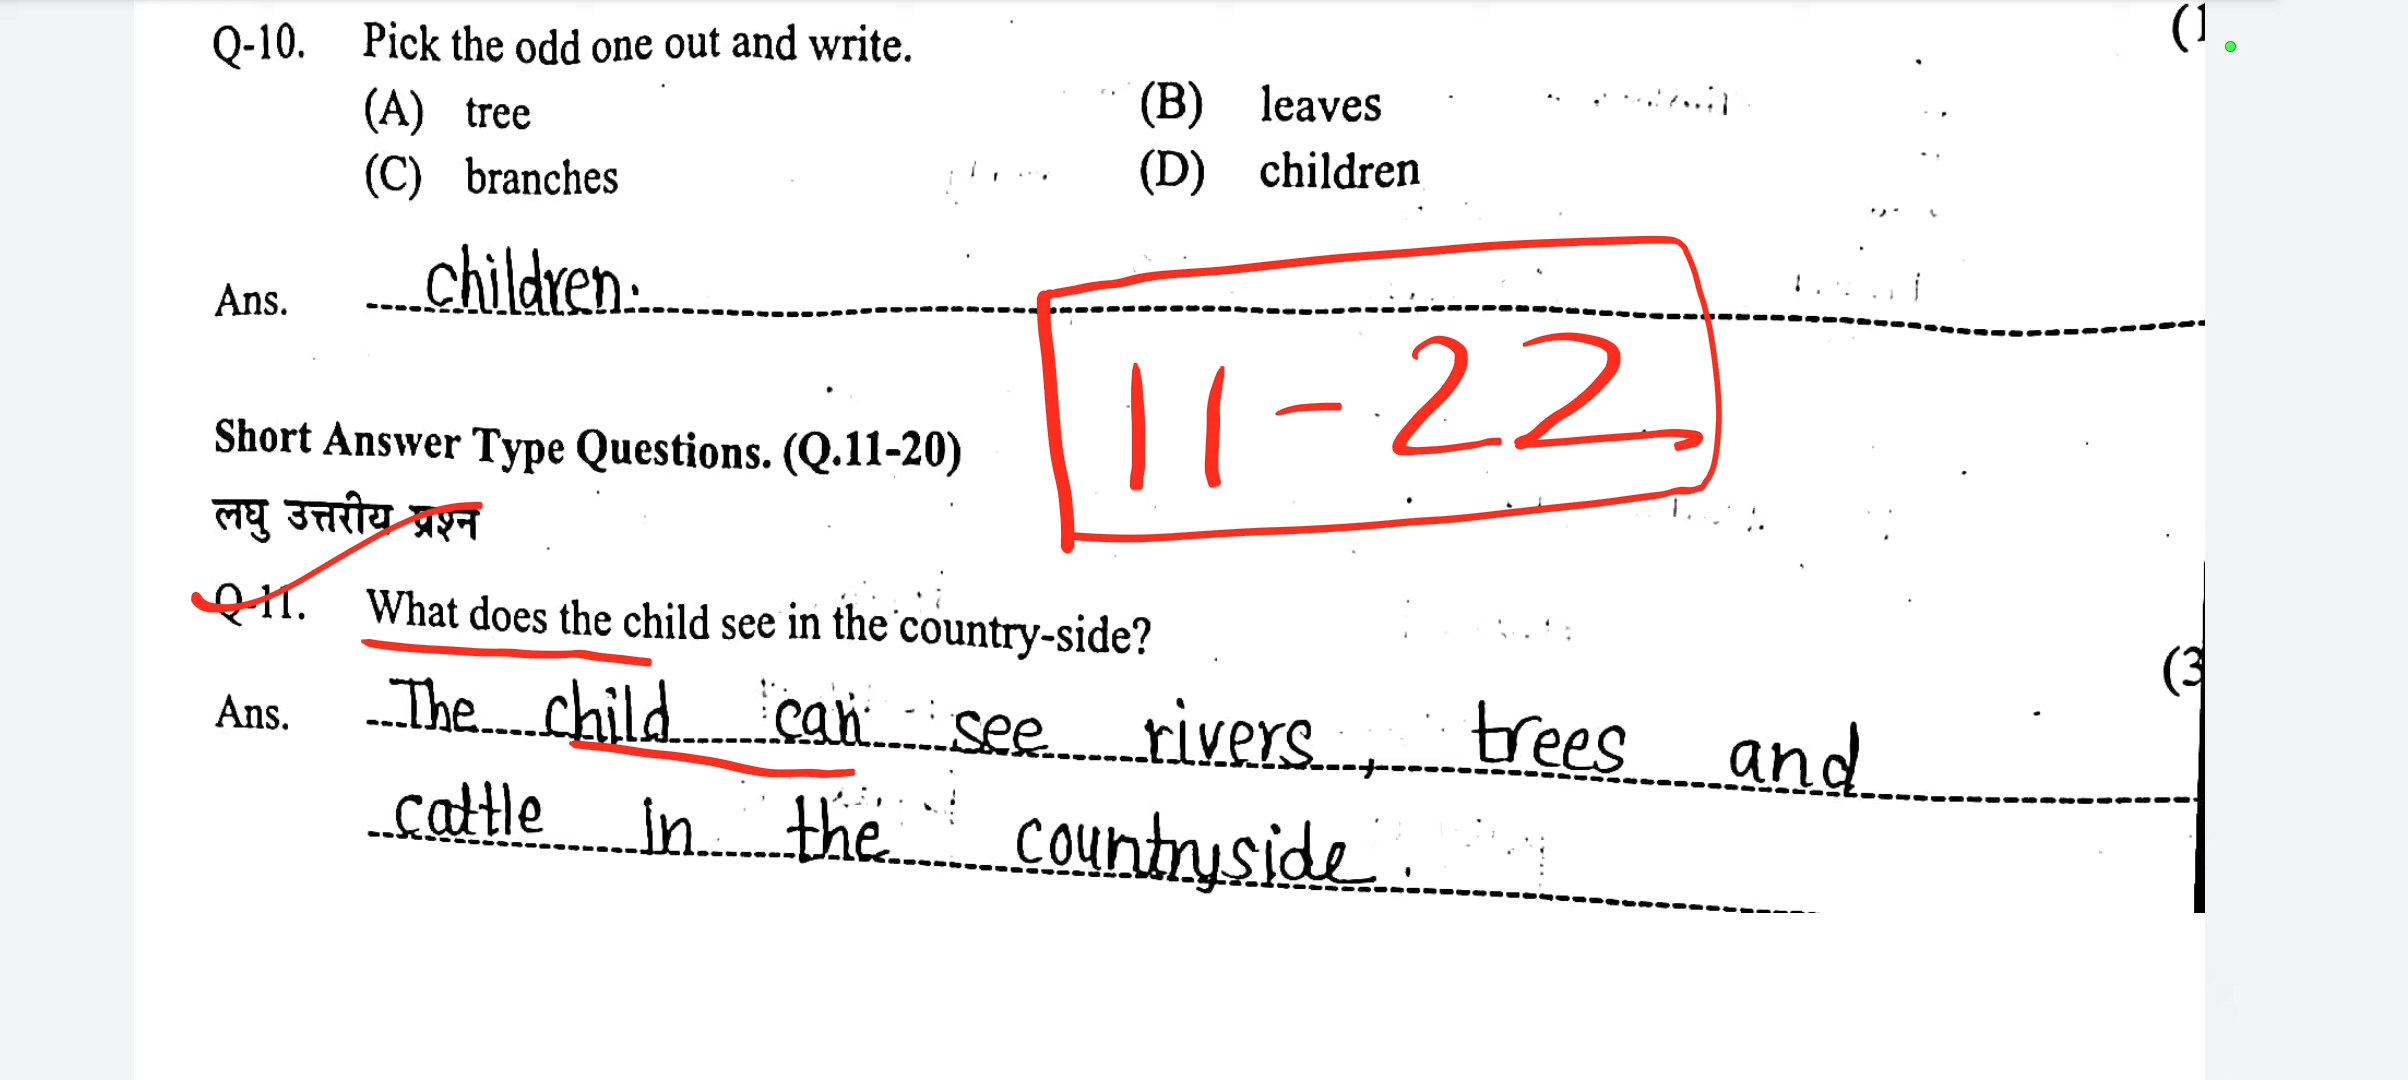 Q-10. Pick the odd one out and write. (1
(A) tree (B) leaves
(C) branches (D) children
Ans. children.
11-22
Short Answer Type Questions. (Q.11-20)
लघु उत्तरीय प्रश्न
Q-11. What does the child see in the country-side? (3
Ans. The child can see rivers, trees and
cattle in the countryside.